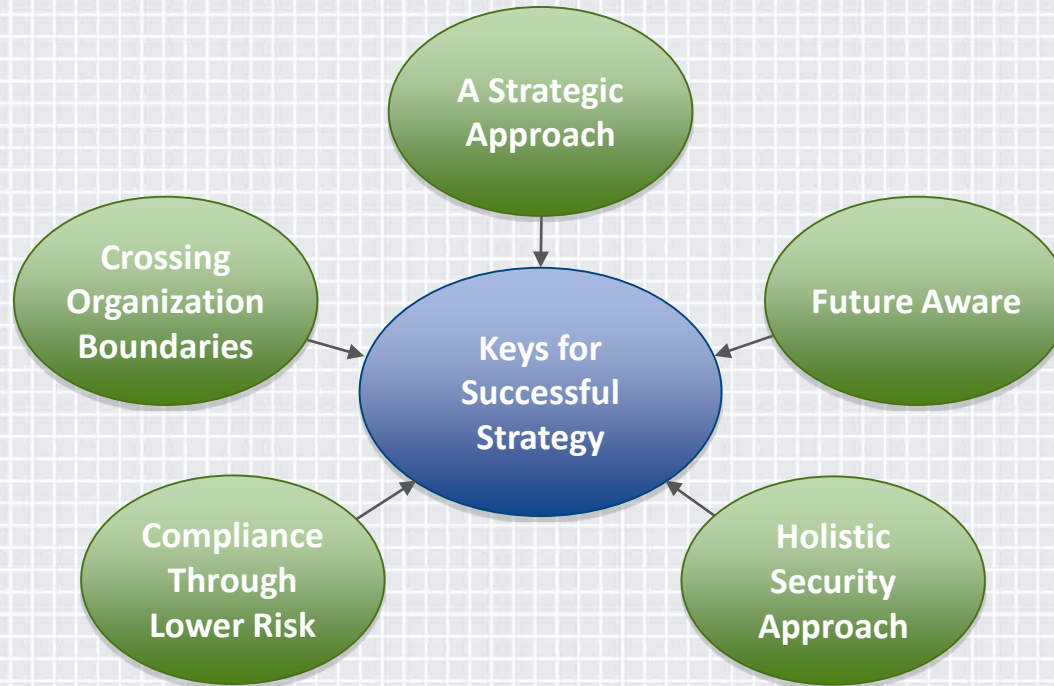 A Strategic
Approach
Crossing
Organization
Boundaries
Future Aware
Keys for
Successful
Strategy
Compliance
Through
Lower Risk
Holistic
Security
Approach